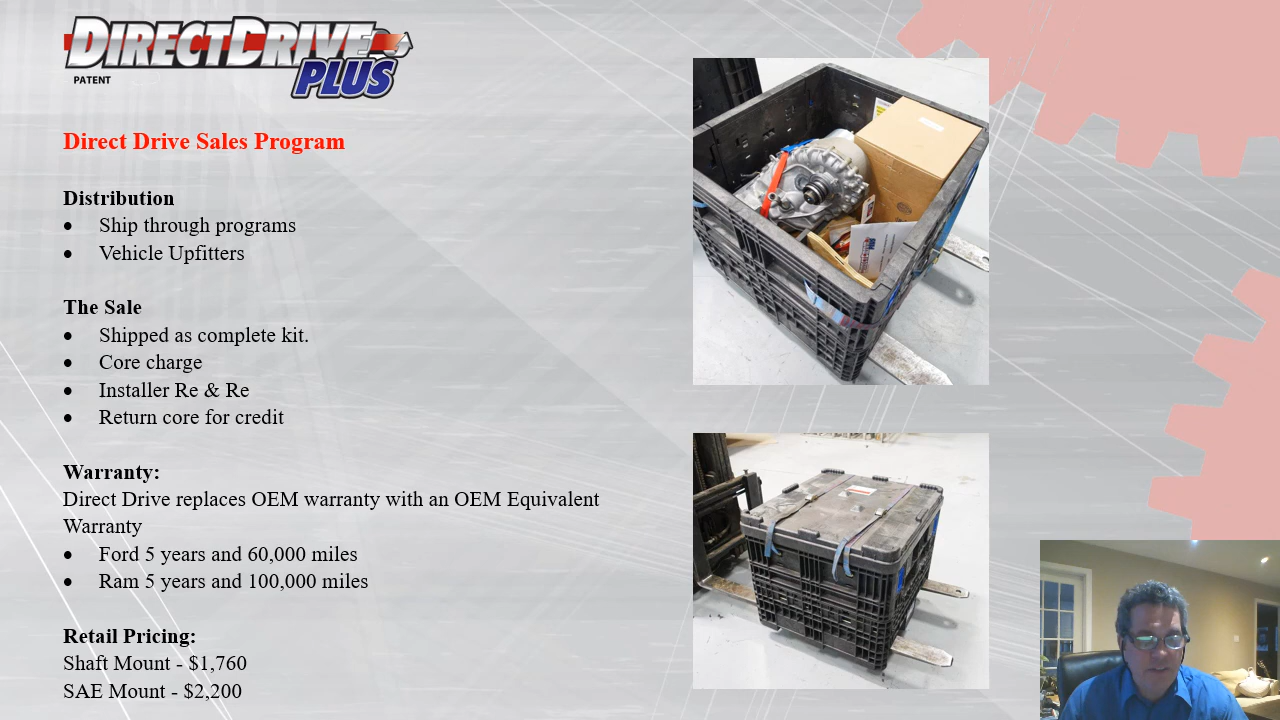 DIRECTDRIVE
PLUS
PATENT
Direct Drive Sales Program
Distribution
• Ship through programs
• Vehicle Upfitters
The Sale
• Shipped as complete kit.
• Core charge
• Installer Re & Re
• Return core for credit
Warranty:
Direct Drive replaces OEM warranty with an OEM Equivalent
Warranty
• Ford 5 years and 60,000 miles
• Ram 5 years and 100,000 miles
Retail Pricing:
Shaft Mount - $1,760
SAE Mount - $2,200